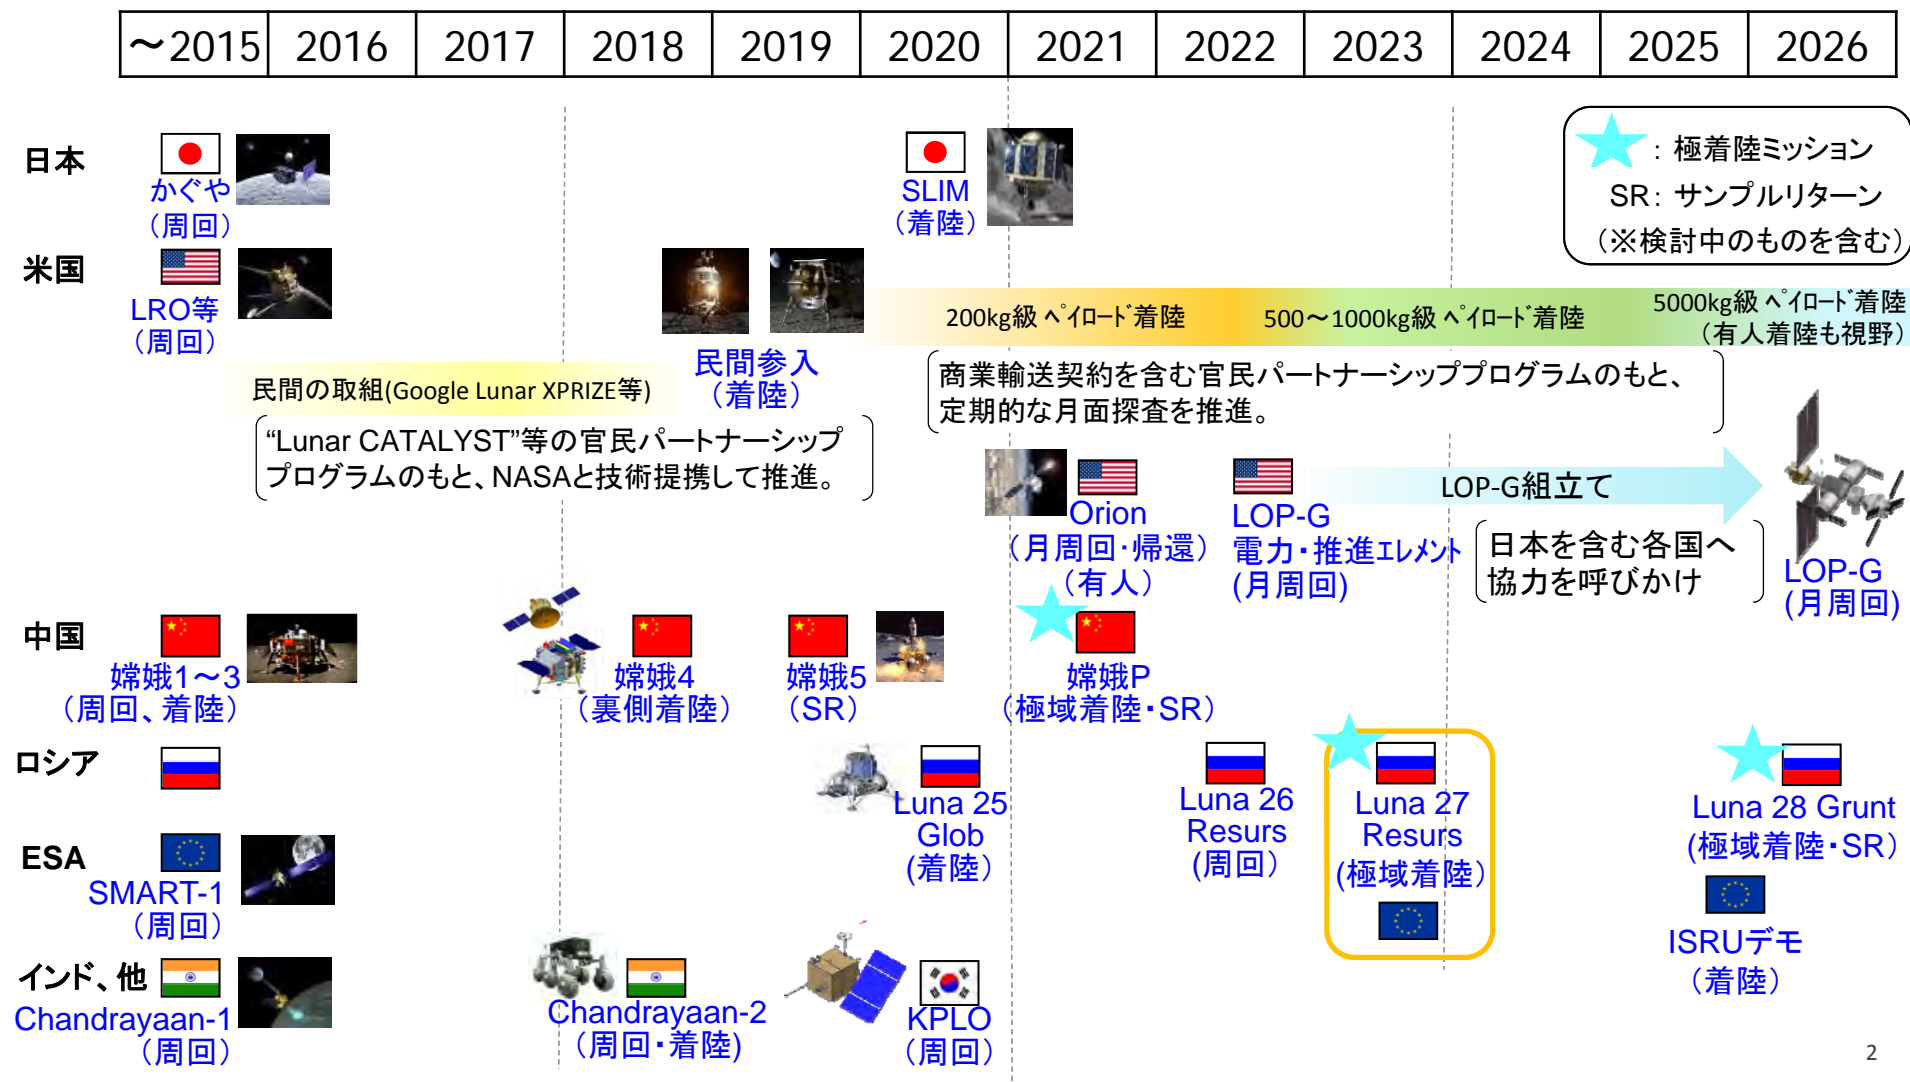 ～2015 2016 2017 2018 2019 2020 2021 2022 2023 2024 2025 2026
：極着陸ミッション
SR：サンプルリターン
（※検討中のものを含む）
日本
かぐや
（周回）
SLIM
（着陸）
米国
LRO等
（周回）
民間参入
（着陸）
200kg級 ﾍﾟｲﾛｰﾄﾞ着陸
500～1000kg級 ﾍﾟｲﾛｰﾄﾞ着陸
5000kg級 ﾍﾟｲﾛｰﾄﾞ着陸
（有人着陸も視野）
民間の取組(Google Lunar XPRIZE等)
“Lunar CATALYST”等の官民パートナーシップ
プログラムのもと、NASAと技術提携して推進。
商業輸送契約を含む官民パートナーシッププログラムのもと、
定期的な月面探査を推進。
Orion
（月周回･帰還）
（有人）
LOP-G
電力・推進ｴﾚﾒﾝﾄ
(月周回)
LOP-G組立て
日本を含む各国へ
協力を呼びかけ
LOP-G
(月周回)
中国
嫦娥1～3
（周回、着陸）
嫦娥4
（裏側着陸）
嫦娥5
（SR）
嫦娥P
（極域着陸・SR）
ロシア
Luna 25
Glob
(着陸）
Luna 26
Resurs
(周回）
Luna 27
Resurs
(極域着陸）
Luna 28 Grunt
(極域着陸・SR）
ESA
SMART-1
（周回）
ISRUデモ
（着陸）
インド、他
Chandrayaan-1
（周回）
Chandrayaan-2
（周回・着陸)
KPLO
（周回）
2